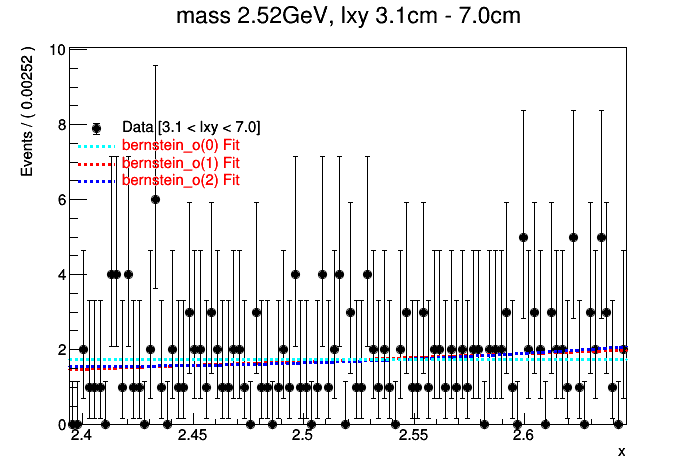 mass 2.52GeV, lxy 3.1cm - 7.0cm
Events / ( 0.00252 )
10
8
6
4
2
0
Data [3.1 < lxy < 7.0]
bernstein_o(0) Fit
bernstein_o(1) Fit
bernstein_o(2) Fit
2.4 2.45 2.5 2.55 2.6
x